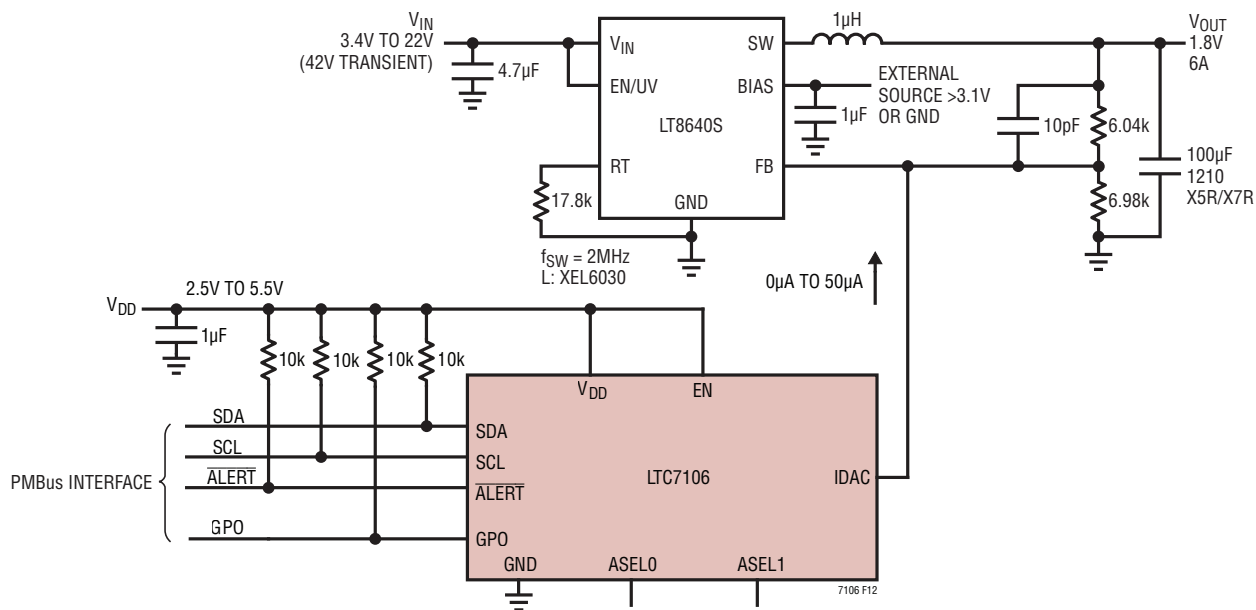 V_IN
3.4V TO 22V
(42V TRANSIENT)
4.7µF
V_IN
EN/UV
RT
SW
BIAS
FB
LT8640S
GND
1µH
1µF
EXTERNAL
SOURCE >3.1V
OR GND
V_OUT
1.8V
6A
10pF
6.04k
6.98k
100µF
1210
X5R/X7R
17.8k
f_SW = 2MHz
L: XEL6030
0µA TO 50µA
V_DD
2.5V TO 5.5V
1µF
10k
10k
10k
10k
PMBus INTERFACE
SDA
SCL
ALERT
GPO
V_DD
EN
SDA
SCL
ALERT
GPO
LTC7106
IDAC
GND
ASEL0
ASEL1
7106 F12